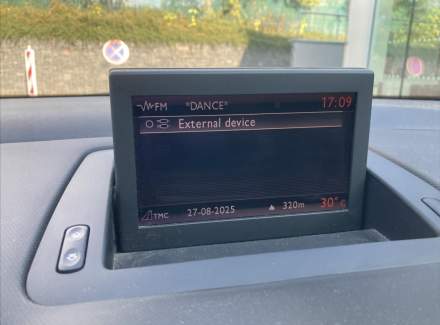 FM *DANCE* 17:09
External device
TMC 27-08-2025 ▲ 320m 30°C